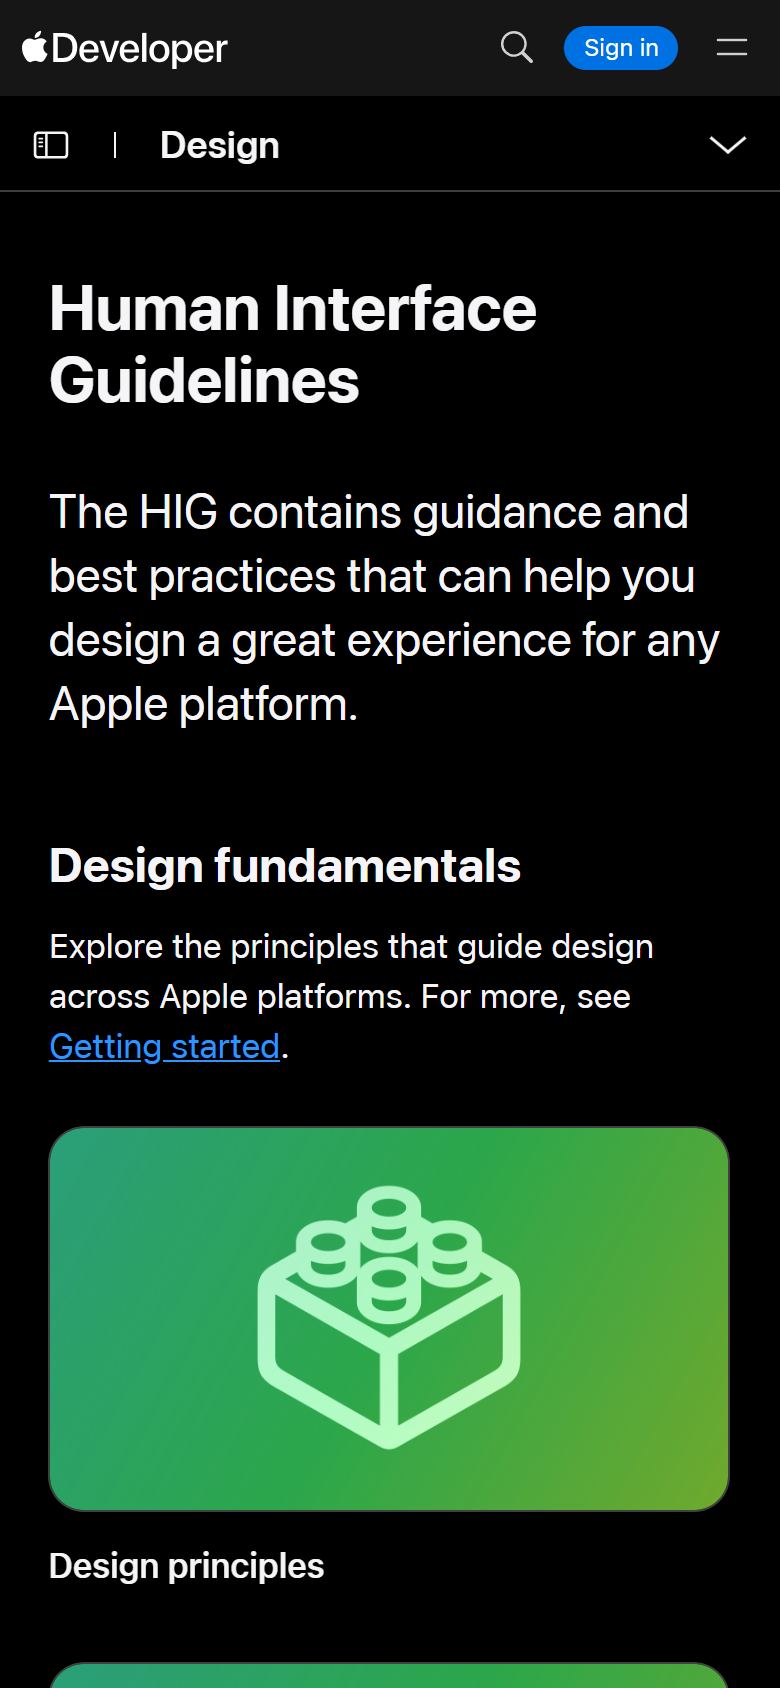 Developer
Sign in
Design
Human Interface
Guidelines
The HIG contains guidance and
best practices that can help you
design a great experience for any
Apple platform.
Design fundamentals
Explore the principles that guide design
across Apple platforms. For more, see
Getting started.
Design principles